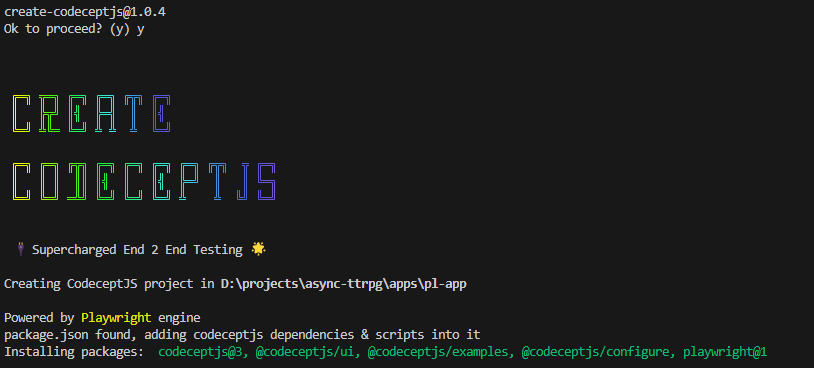 create-codeceptjs@1.0.4
Ok to proceed? (y) y
CREATE
CODECEPTJS
Supercharged End 2 End Testing
Creating CodeceptJS project in D:\projects\async-ttrpg\apps\pl-app
Powered by Playwright engine
package.json found, adding codeceptjs dependencies & scripts into it
Installing packages:  codeceptjs@3, @codeceptjs/ui, @codeceptjs/examples, @codeceptjs/configure, playwright@1